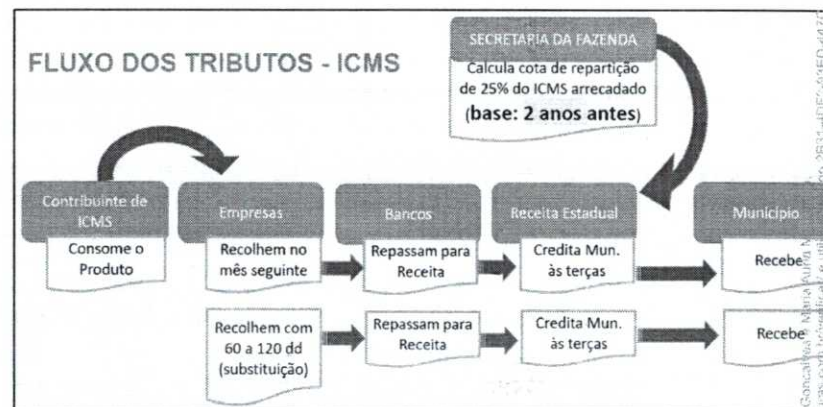 FLUXO DOS TRIBUTOS - ICMS
SECRETARIA DA FAZENDA
Calcula cota de repartição
de 25% do ICMS arrecadado
(base: 2 anos antes)
Contribuinte de
ICMS
Consome o
Produto
Empresas
Recolhem no
mês seguinte
Bancos
Repassam para
Receita
Receita Estadual
Credita Mun.
às terças
Município
Recebe
Recolhem com
60 a 120 dd
(substituição)
Repassam para
Receita
Credita Mun.
às terças
Recebe